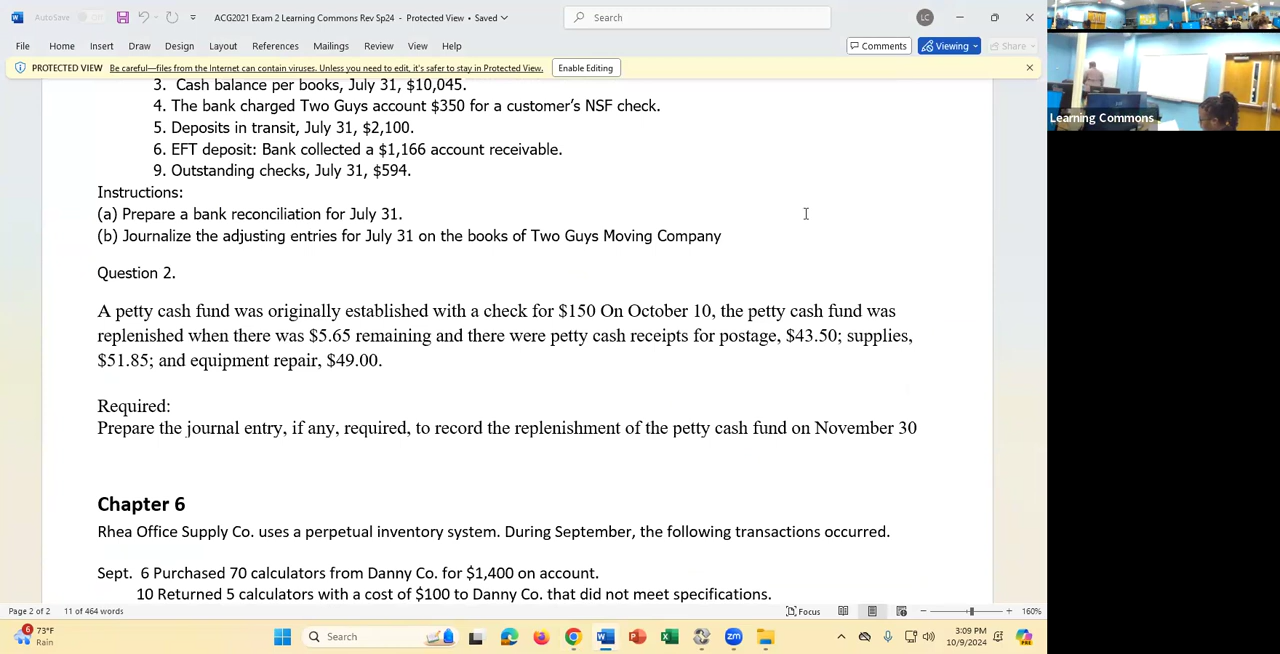 AutoSave
ACG2021 Exam 2 Learning Commons Rev Sp24 - Protected View • Saved
Search
LC
File Home Insert Draw Design Layout References Mailings Review View Help
Comments Viewing Share
PROTECTED VIEW Be careful—files from the Internet can contain viruses. Unless you need to edit, it's safer to stay in Protected View. Enable Editing
3. Cash balance per books, July 31, $10,045.
4. The bank charged Two Guys account $350 for a customer's NSF check.
5. Deposits in transit, July 31, $2,100.
6. EFT deposit: Bank collected a $1,166 account receivable.
9. Outstanding checks, July 31, $594.
Instructions:
(a) Prepare a bank reconciliation for July 31.
(b) Journalize the adjusting entries for July 31 on the books of Two Guys Moving Company
Question 2.
A petty cash fund was originally established with a check for $150 On October 10, the petty cash fund was
replenished when there was $5.65 remaining and there were petty cash receipts for postage, $43.50; supplies,
$51.85; and equipment repair, $49.00.
Required:
Prepare the journal entry, if any, required, to record the replenishment of the petty cash fund on November 30
Chapter 6
Rhea Office Supply Co. uses a perpetual inventory system. During September, the following transactions occurred.
Sept. 6 Purchased 70 calculators from Danny Co. for $1,400 on account.
10 Returned 5 calculators with a cost of $100 to Danny Co. that did not meet specifications.
Page 2 of 2 11 of 464 words
Focus
160%
6
73°F
Rain
Search
zm
3:09 PM
10/9/2024
Learning Commons